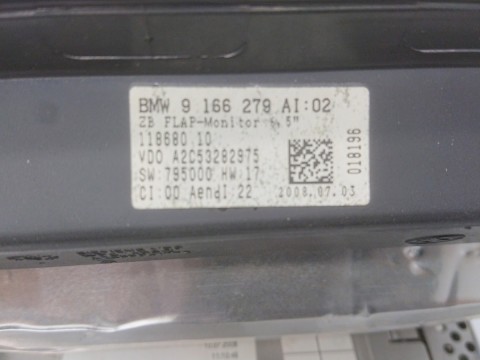 BMW 9 166 279 AI:02
ZB FLAP-Monitor 6,5"
118680.10
VDO A2C53282975
SW:795000 HW:17
CI:00 AendI:22
2008.07.03
018196